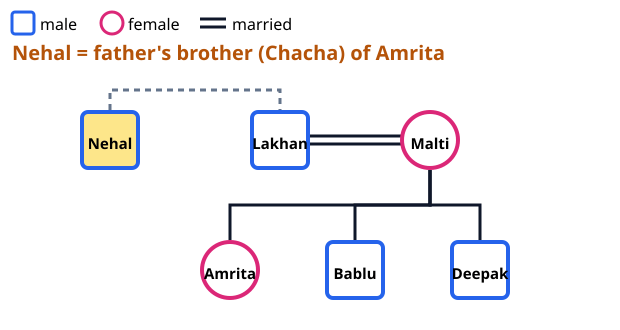 male female married
Nehal = father's brother (Chacha) of Amrita
Nehal Lakhan Malti
Amrita Bablu Deepak